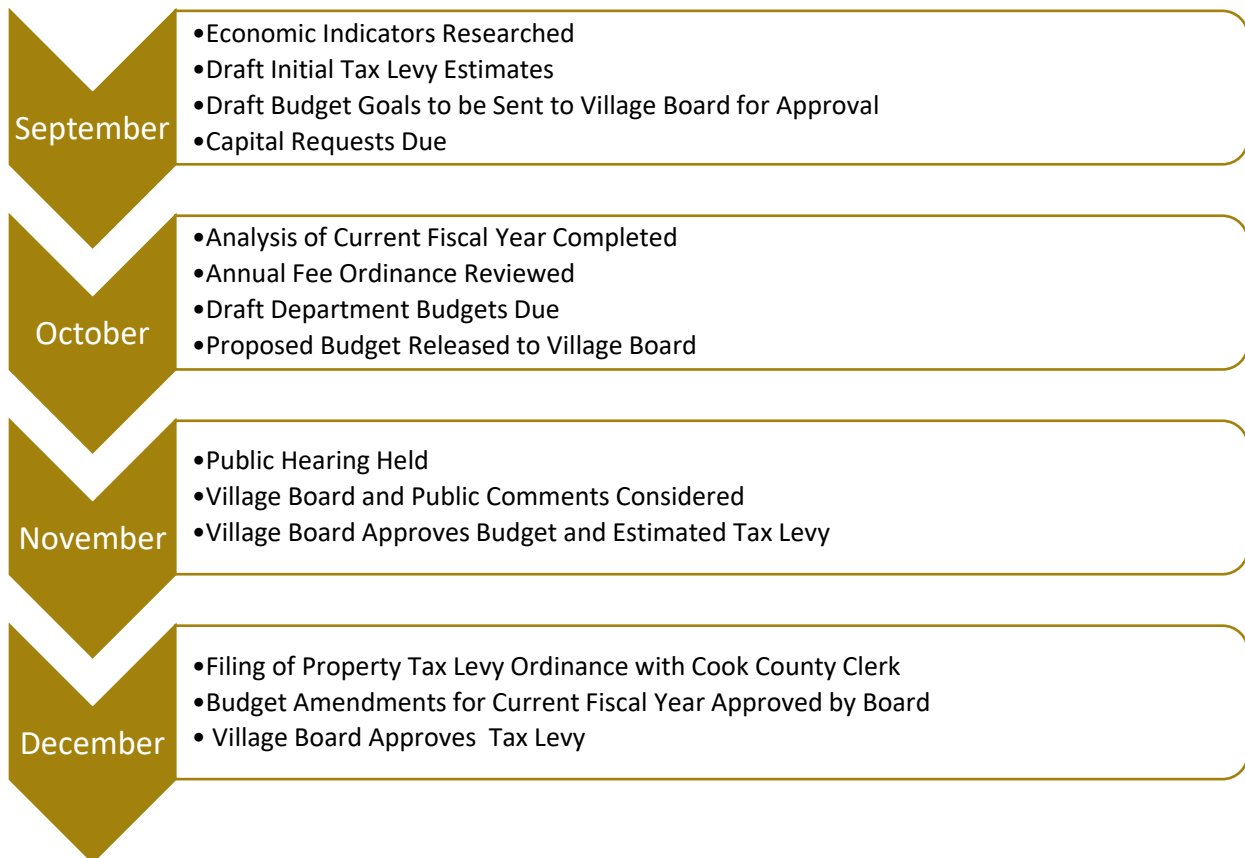 September
•Economic Indicators Researched
•Draft Initial Tax Levy Estimates
•Draft Budget Goals to be Sent to Village Board for Approval
•Capital Requests Due
October
•Analysis of Current Fiscal Year Completed
•Annual Fee Ordinance Reviewed
•Draft Department Budgets Due
•Proposed Budget Released to Village Board
November
•Public Hearing Held
•Village Board and Public Comments Considered
•Village Board Approves Budget and Estimated Tax Levy
December
•Filing of Property Tax Levy Ordinance with Cook County Clerk
•Budget Amendments for Current Fiscal Year Approved by Board
• Village Board Approves  Tax Levy